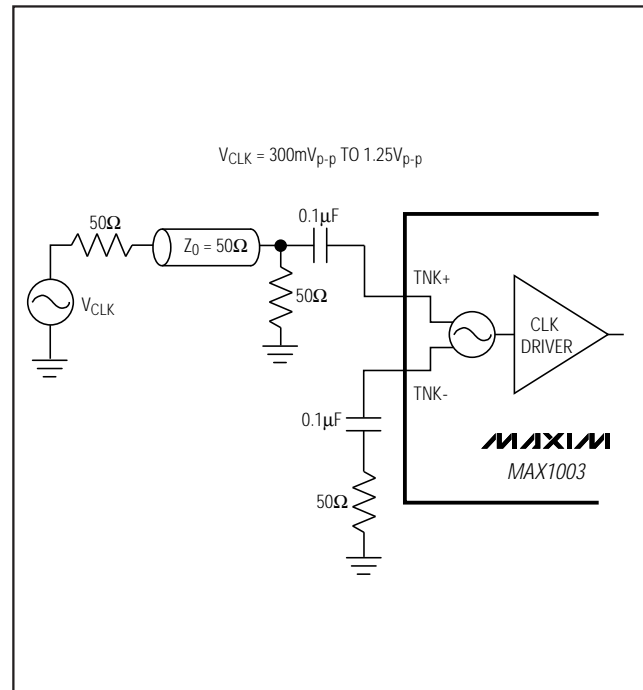 V_CLK = 300mV_p-p TO 1.25V_p-p
50Ω
Z_0 = 50Ω
0.1μF
50Ω
V_CLK
TNK+
CLK
DRIVER
TNK-
0.1μF
50Ω
MAXIM
MAX1003